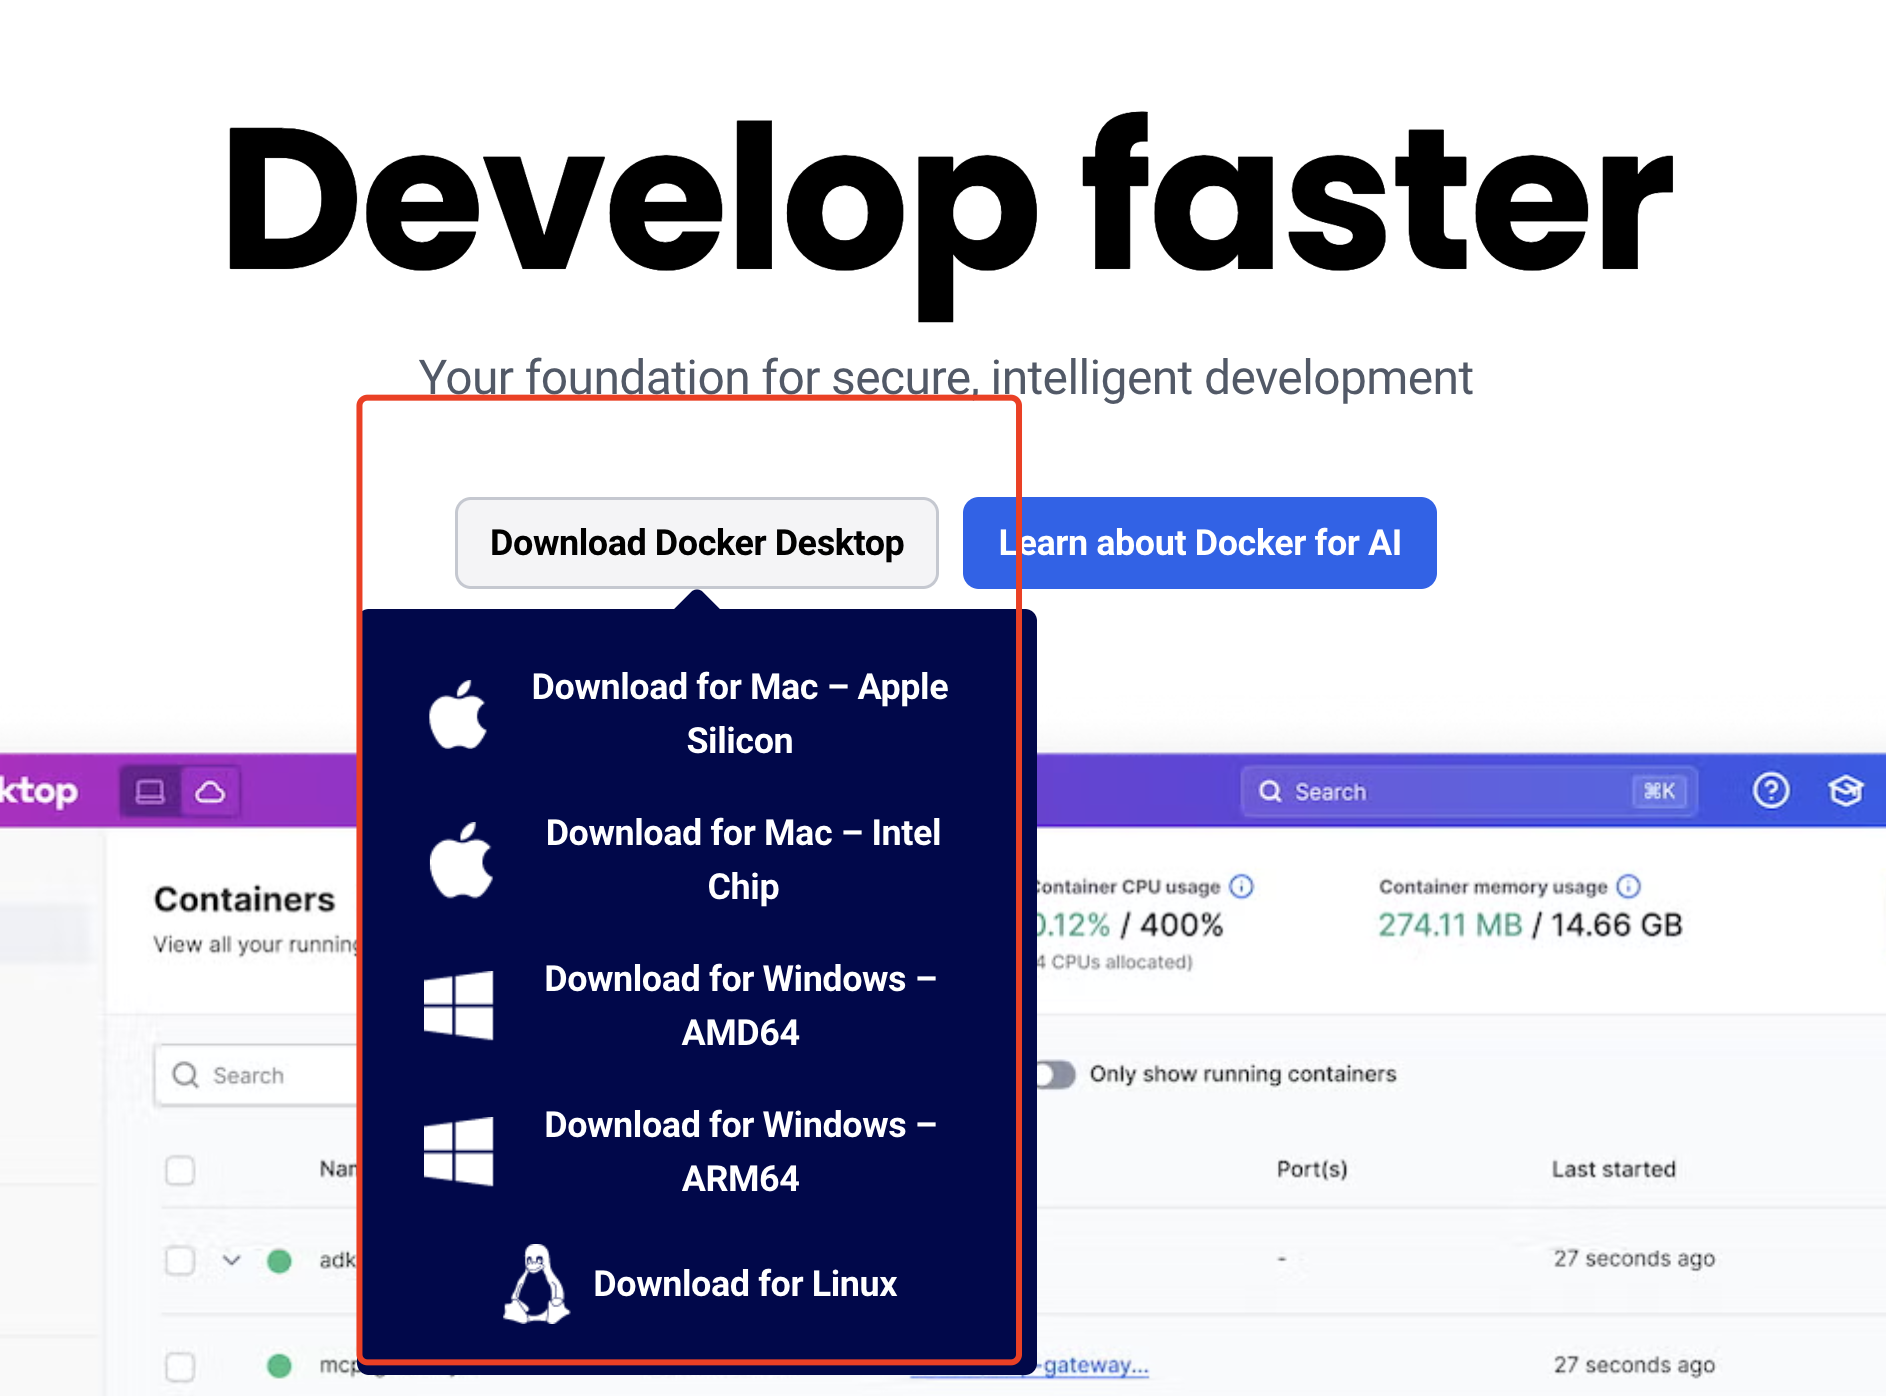 Develop faster
Your foundation for secure, intelligent development
Download Docker Desktop
Learn about Docker for AI
Download for Mac – Apple
Silicon
Download for Mac – Intel
Chip
Download for Windows –
AMD64
Download for Windows –
ARM64
Download for Linux
ktop
Search
⌘K
Containers
View all your running
Container CPU usage
0.12% / 400%
4 CPUs allocated)
Container memory usage
274.11 MB / 14.66 GB
Search
Only show running containers
Nar
Port(s)
Last started
adk
-
27 seconds ago
mcp
-gateway...
27 seconds ago